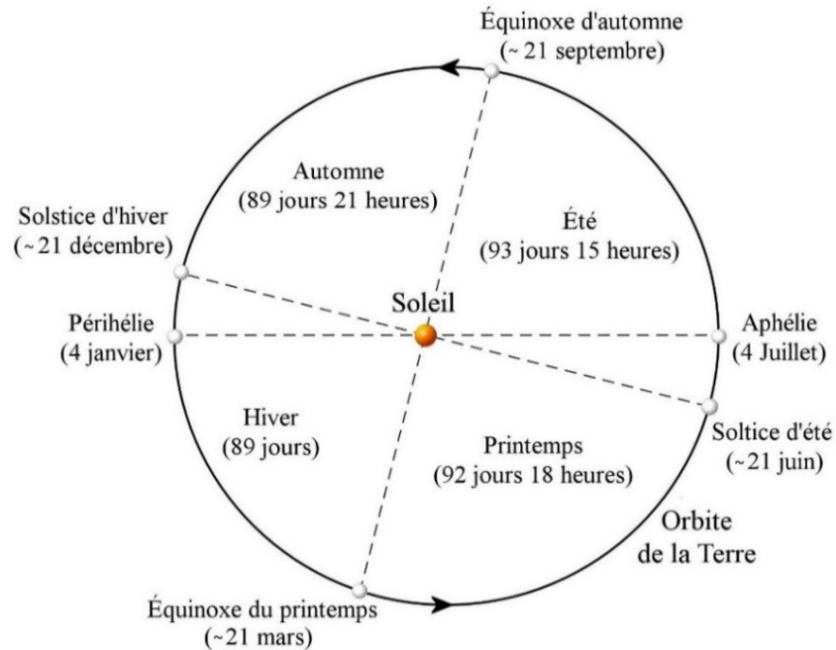 Équinoxe d'automne
(~ 21 septembre)
Automne
(89 jours 21 heures)
Solstice d'hiver
(~21 décembre)
Été
(93 jours 15 heures)
Soleil
Périhélie
(4 janvier)
Aphélie
(4 Juillet)
Hiver
(89 jours)
Printemps
(92 jours 18 heures)
Soltice d'été
(~21 juin)
Orbite
de la Terre
Équinoxe du printemps
(~21 mars)